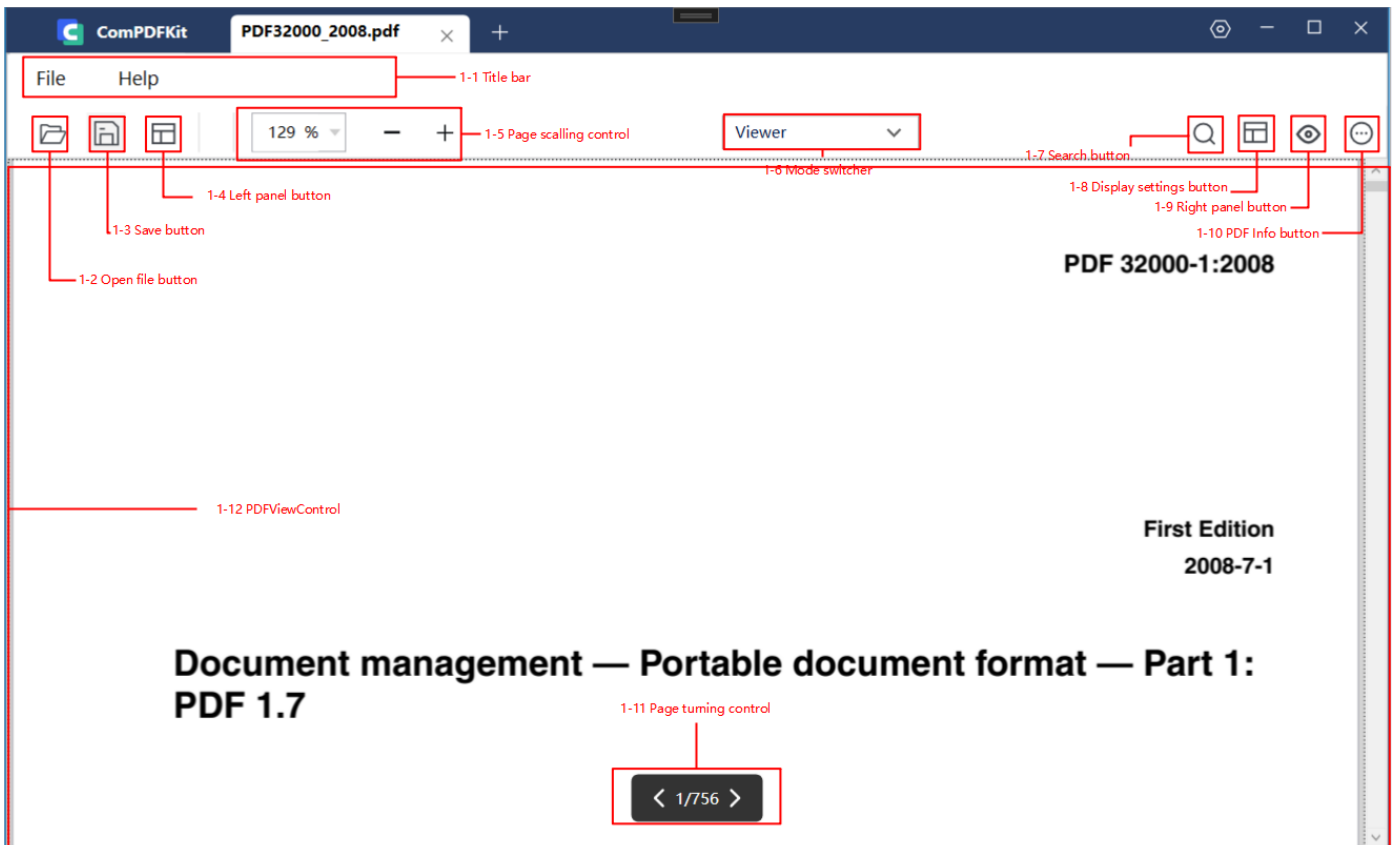 ComPDFKit PDF32000_2008.pdf
File Help
1-1 Title bar
129 %
1-5 Page scalling control
Viewer
1-6 Mode switcher
1-7 Search button
1-8 Display settings button
1-9 Right panel button
1-10 PDF Info button
1-4 Left panel button
1-3 Save button
1-2 Open file button
PDF 32000-1:2008
1-12 PDFViewControl
First Edition
2008-7-1
Document management — Portable document format — Part 1:
PDF 1.7
1-11 Page turning control
1/756